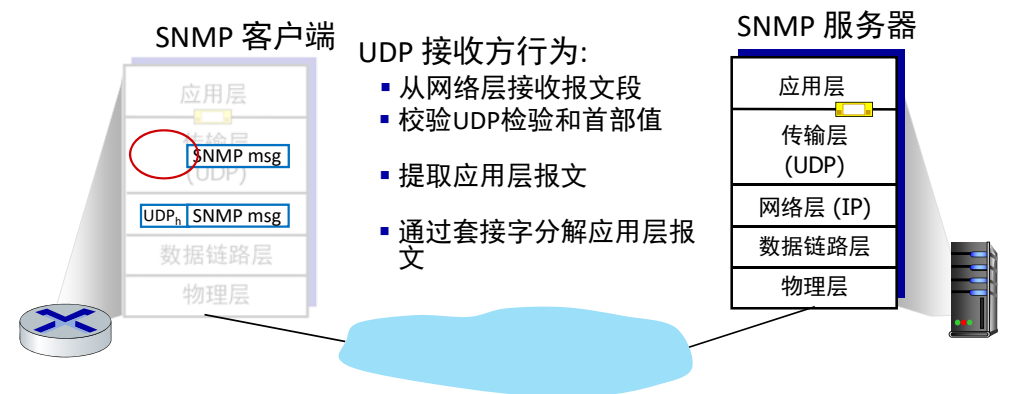 SNMP 客户端
应用层
传输层
SNMP msg
(UDP)
UDPh SNMP msg
数据链路层
物理层
UDP 接收方行为:
▪ 从网络层接收报文段
▪ 校验UDP检验和首部值
▪ 提取应用层报文
▪ 通过套接字分解应用层报
文
SNMP 服务器
应用层
传输层
(UDP)
网络层 (IP)
数据链路层
物理层